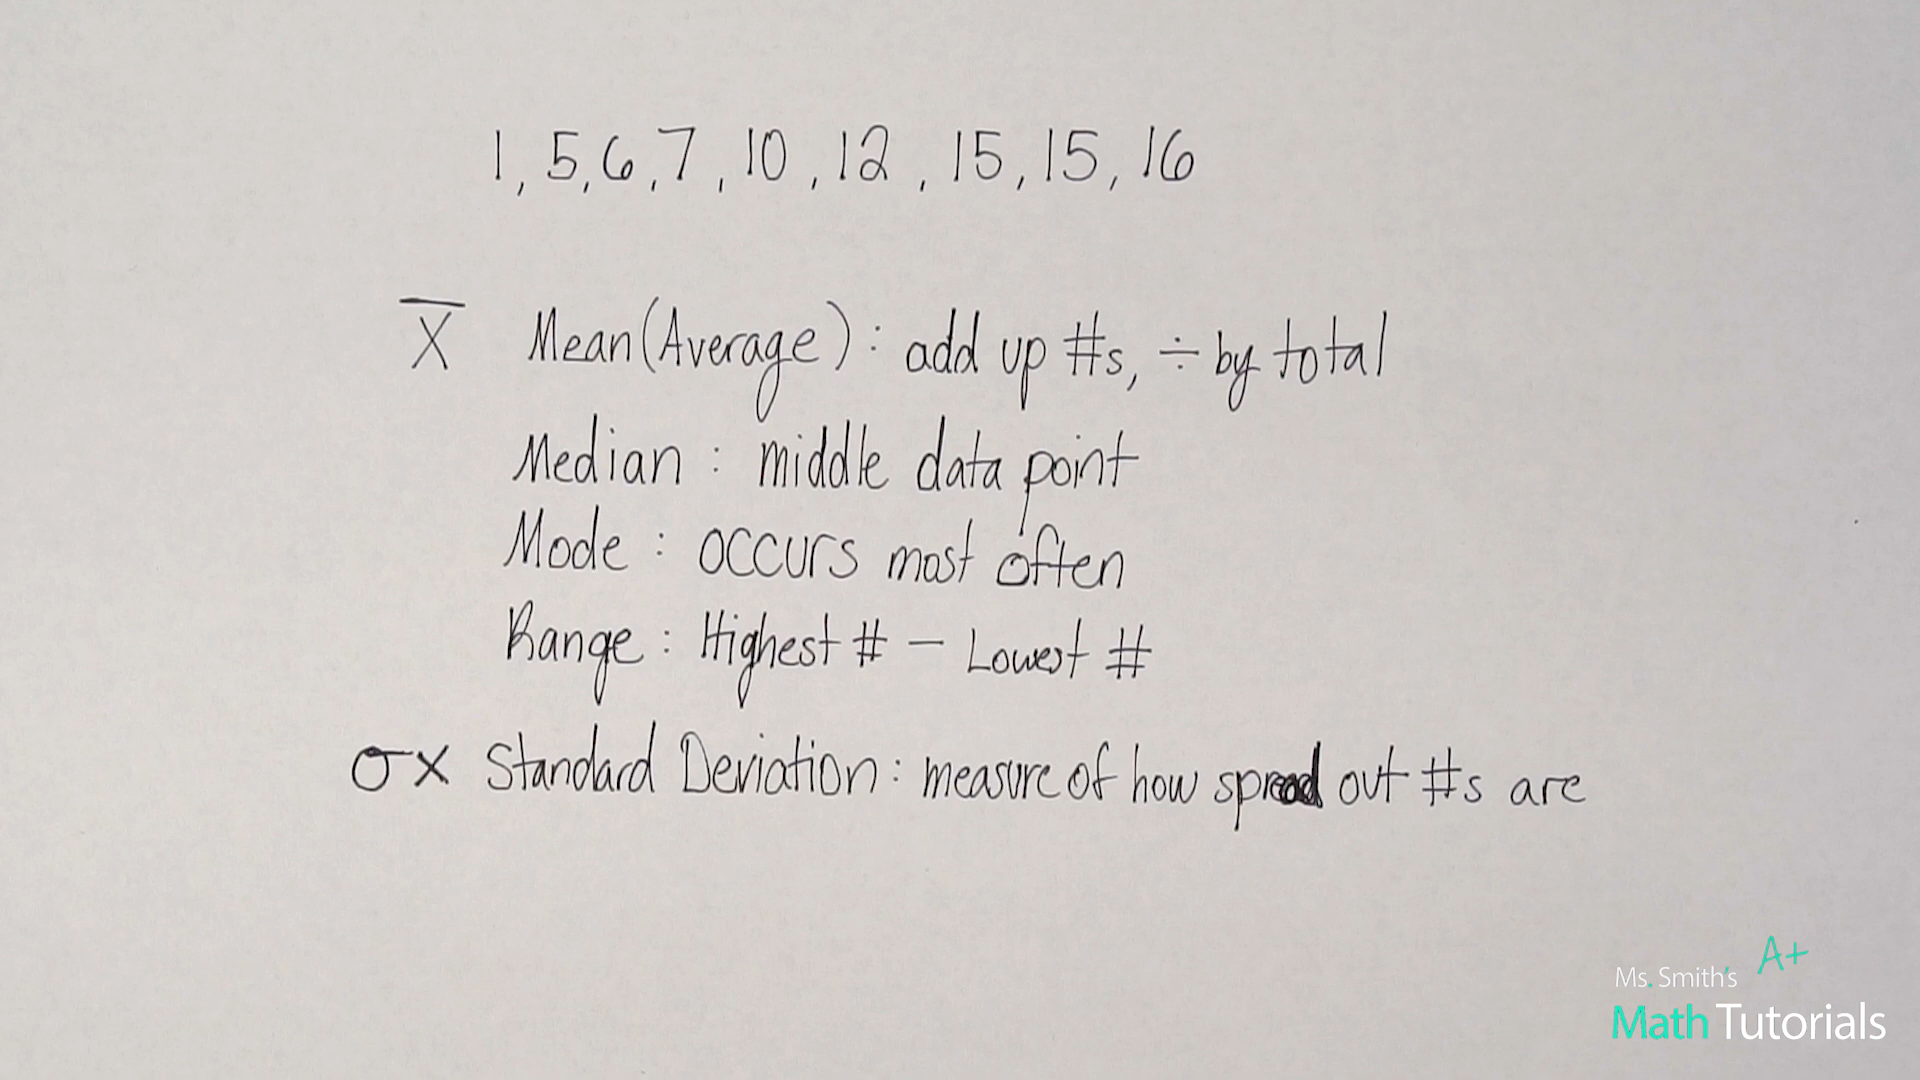 1, 5, 6, 7, 10, 12, 15, 15, 16
X̅ Mean (Average): add up #s, ÷ by total
Median: middle data point
Mode: occurs most often
Range: Highest # − Lowest #
σx Standard Deviation: measure of how spread out #s are
Ms. Smith's A+
Math Tutorials